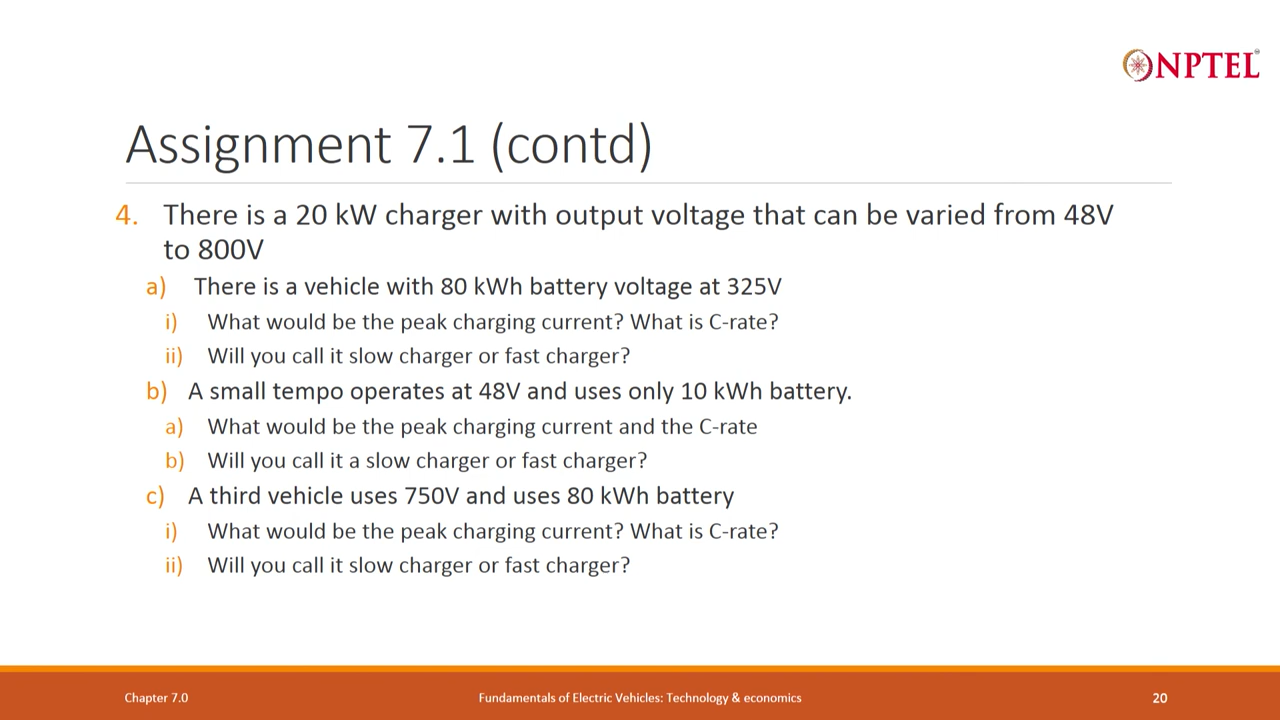 NPTEL
Assignment 7.1 (contd)
4. There is a 20 kW charger with output voltage that can be varied from 48V
to 800V
a) There is a vehicle with 80 kWh battery voltage at 325V
i) What would be the peak charging current? What is C-rate?
ii) Will you call it slow charger or fast charger?
b) A small tempo operates at 48V and uses only 10 kWh battery.
a) What would be the peak charging current and the C-rate
b) Will you call it a slow charger or fast charger?
c) A third vehicle uses 750V and uses 80 kWh battery
i) What would be the peak charging current? What is C-rate?
ii) Will you call it slow charger or fast charger?
Chapter 7.0 Fundamentals of Electric Vehicles: Technology & economics 20